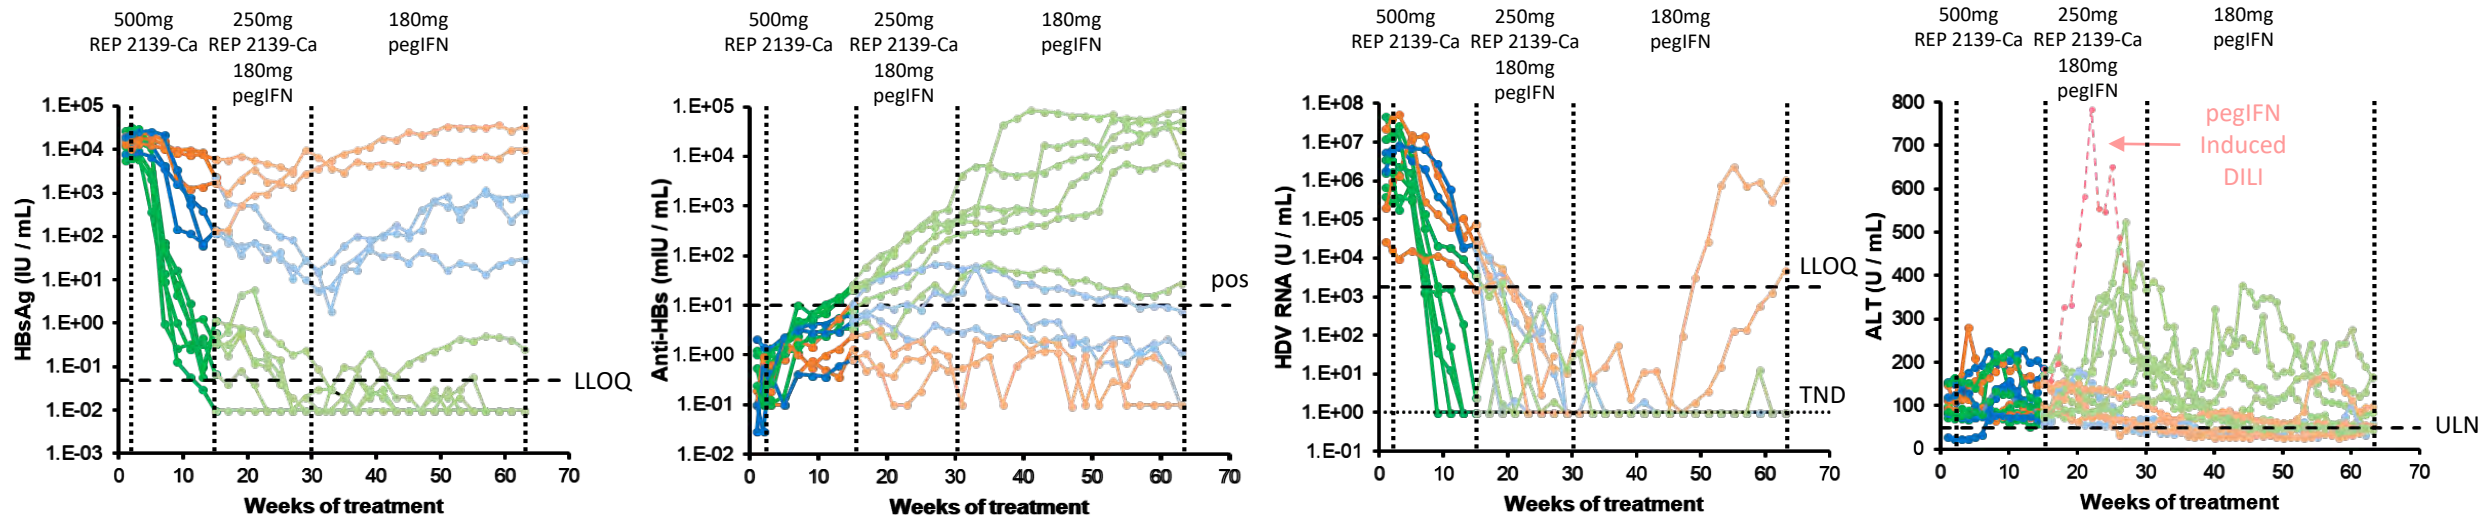 500mg
REP 2139-Ca
250mg
REP 2139-Ca
180mg
pegIFN
180mg
pegIFN
HBsAg (IU / mL)
1.E+05
1.E+04
1.E+03
1.E+02
1.E+01
1.E+00
1.E-01
1.E-02
1.E-03
LLOQ
0 10 20 30 40 50 60 70
Weeks of treatment
500mg
REP 2139-Ca
250mg
REP 2139-Ca
180mg
pegIFN
180mg
pegIFN
Anti-HBs (mIU / mL)
1.E+05
1.E+04
1.E+03
1.E+02
1.E+01
1.E+00
1.E-01
1.E-02
pos
0 10 20 30 40 50 60 70
Weeks of treatment
500mg
REP 2139-Ca
250mg
REP 2139-Ca
180mg
pegIFN
180mg
pegIFN
HDV RNA (U / mL)
1.E+08
1.E+07
1.E+06
1.E+05
1.E+04
1.E+03
1.E+02
1.E+01
1.E+00
1.E-01
LLOQ
TND
0 10 20 30 40 50 60 70
Weeks of treatment
500mg
REP 2139-Ca
250mg
REP 2139-Ca
180mg
pegIFN
180mg
pegIFN
ALT (U / mL)
800
700
600
500
400
300
200
100
0
pegIFN
Induced
DILI
ULN
0 10 20 30 40 50 60 70
Weeks of treatment